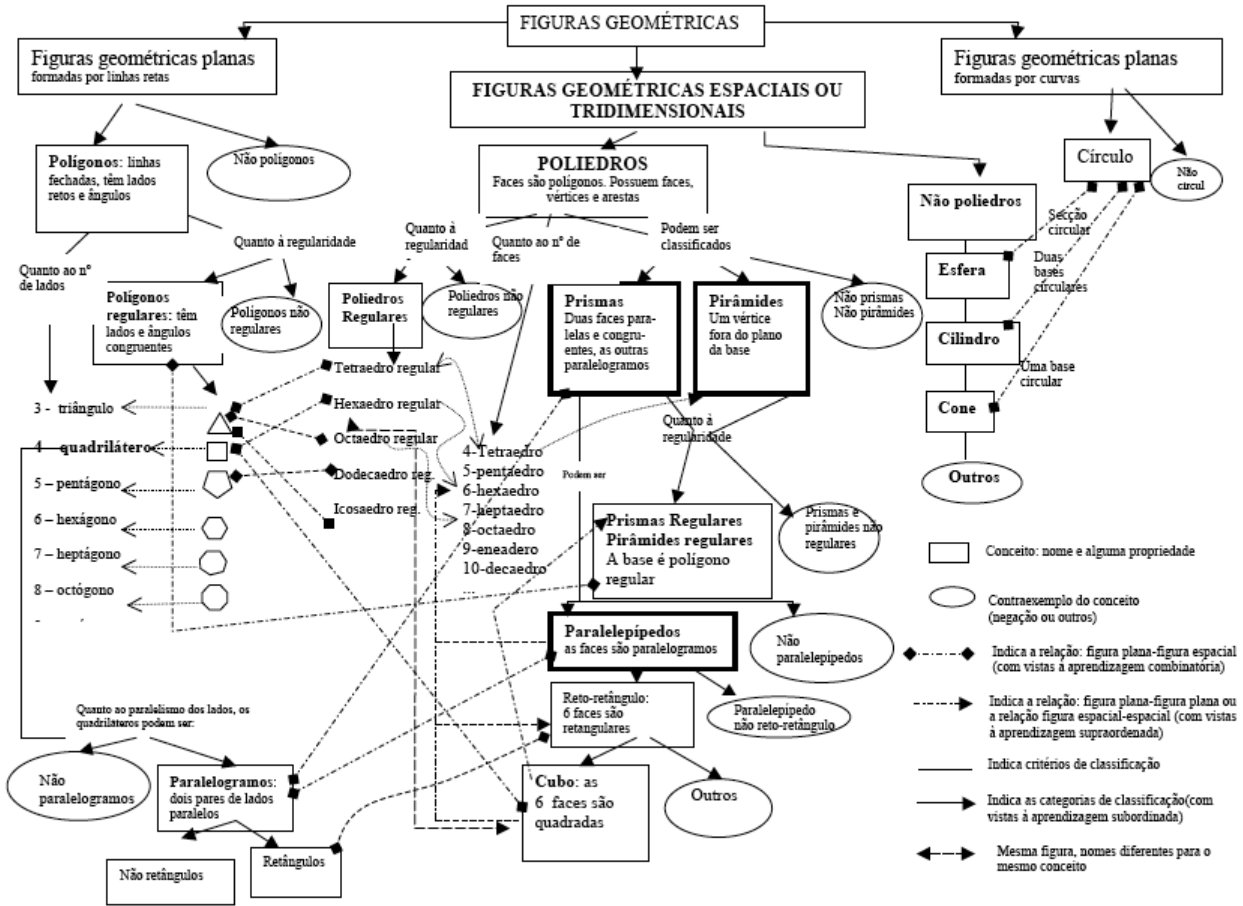 FIGURAS GEOMÉTRICAS
Figuras geométricas planas
formadas por linhas retas
FIGURAS GEOMÉTRICAS ESPACIAIS OU
TRIDIMENSIONAIS
Figuras geométricas planas
formadas por curvas
Polígonos: linhas
fechadas, têm lados
retos e ângulos
Não polígonos
POLIEDROS
Faces são polígonos. Possuem faces,
vértices e arestas
Círculo
Não
círcul
Não poliedros
Secção
circular
Quanto à regularidade
Quanto à
regularidad
Quanto ao nº de
faces
Podem ser
classificados
Quanto ao nº
de lados
Duas
bases
circulares
Esfera
Polígonos
regulares: têm
lados e ângulos
congruentes
Polígonos não
regulares
Poliedros
Regulares
Poliedros não
regulares
Prismas
Duas faces para-
lelas e congru-
entes, as outras
paralelogramos
Pirâmides
Um vértice
fora do plano
da base
Não prismas
Não pirâmides
Cilindro
Uma base
circular
Cone
Outros
Tetraedro regular
Hexaedro regular
Octaedro regular
Dodecaedro reg.
Icosaedro reg.
3 - triângulo
4 quadrilátero
5 – pentágono
6 – hexágono
7 – heptágono
8 – octógono
4-Tetraedro
5-pentaedro
6-hexaedro
7-heptaedro
8-octaedro
9-eneadero
10-decaedro
...
Podem ser
Quanto à
regularidade
Prismas Regulares
Pirâmides regulares
A base é polígono
regular
Prismas e
pirâmides não
regulares
Paralelepípedos
as faces são paralelogramos
Não
paralelepípedos
Reto-retângulo:
6 faces são
retangulares
Paralelepípedo
não reto-retângulo
Cubo: as
6 faces são
quadradas
Outros
Quanto ao paralelismo dos lados, os
quadriláteros podem ser:
Não
paralelogramos
Paralelogramos:
dois pares de lados
paralelos
Não retângulos
Retângulos
Conceito: nome e alguma propriedade
Contraexemplo do conceito
(negação ou outros)
Indica a relação: figura plana-figura espacial
(com vistas à aprendizagem combinatória)
Indica a relação: figura plana-figura plana ou
a relação figura espacial-espacial (com vistas
à aprendizagem supraordenada)
Indica critérios de classificação
Indica as categorias de classificação(com
vistas à aprendizagem subordinada)
Mesma figura, nomes diferentes para o
mesmo conceito